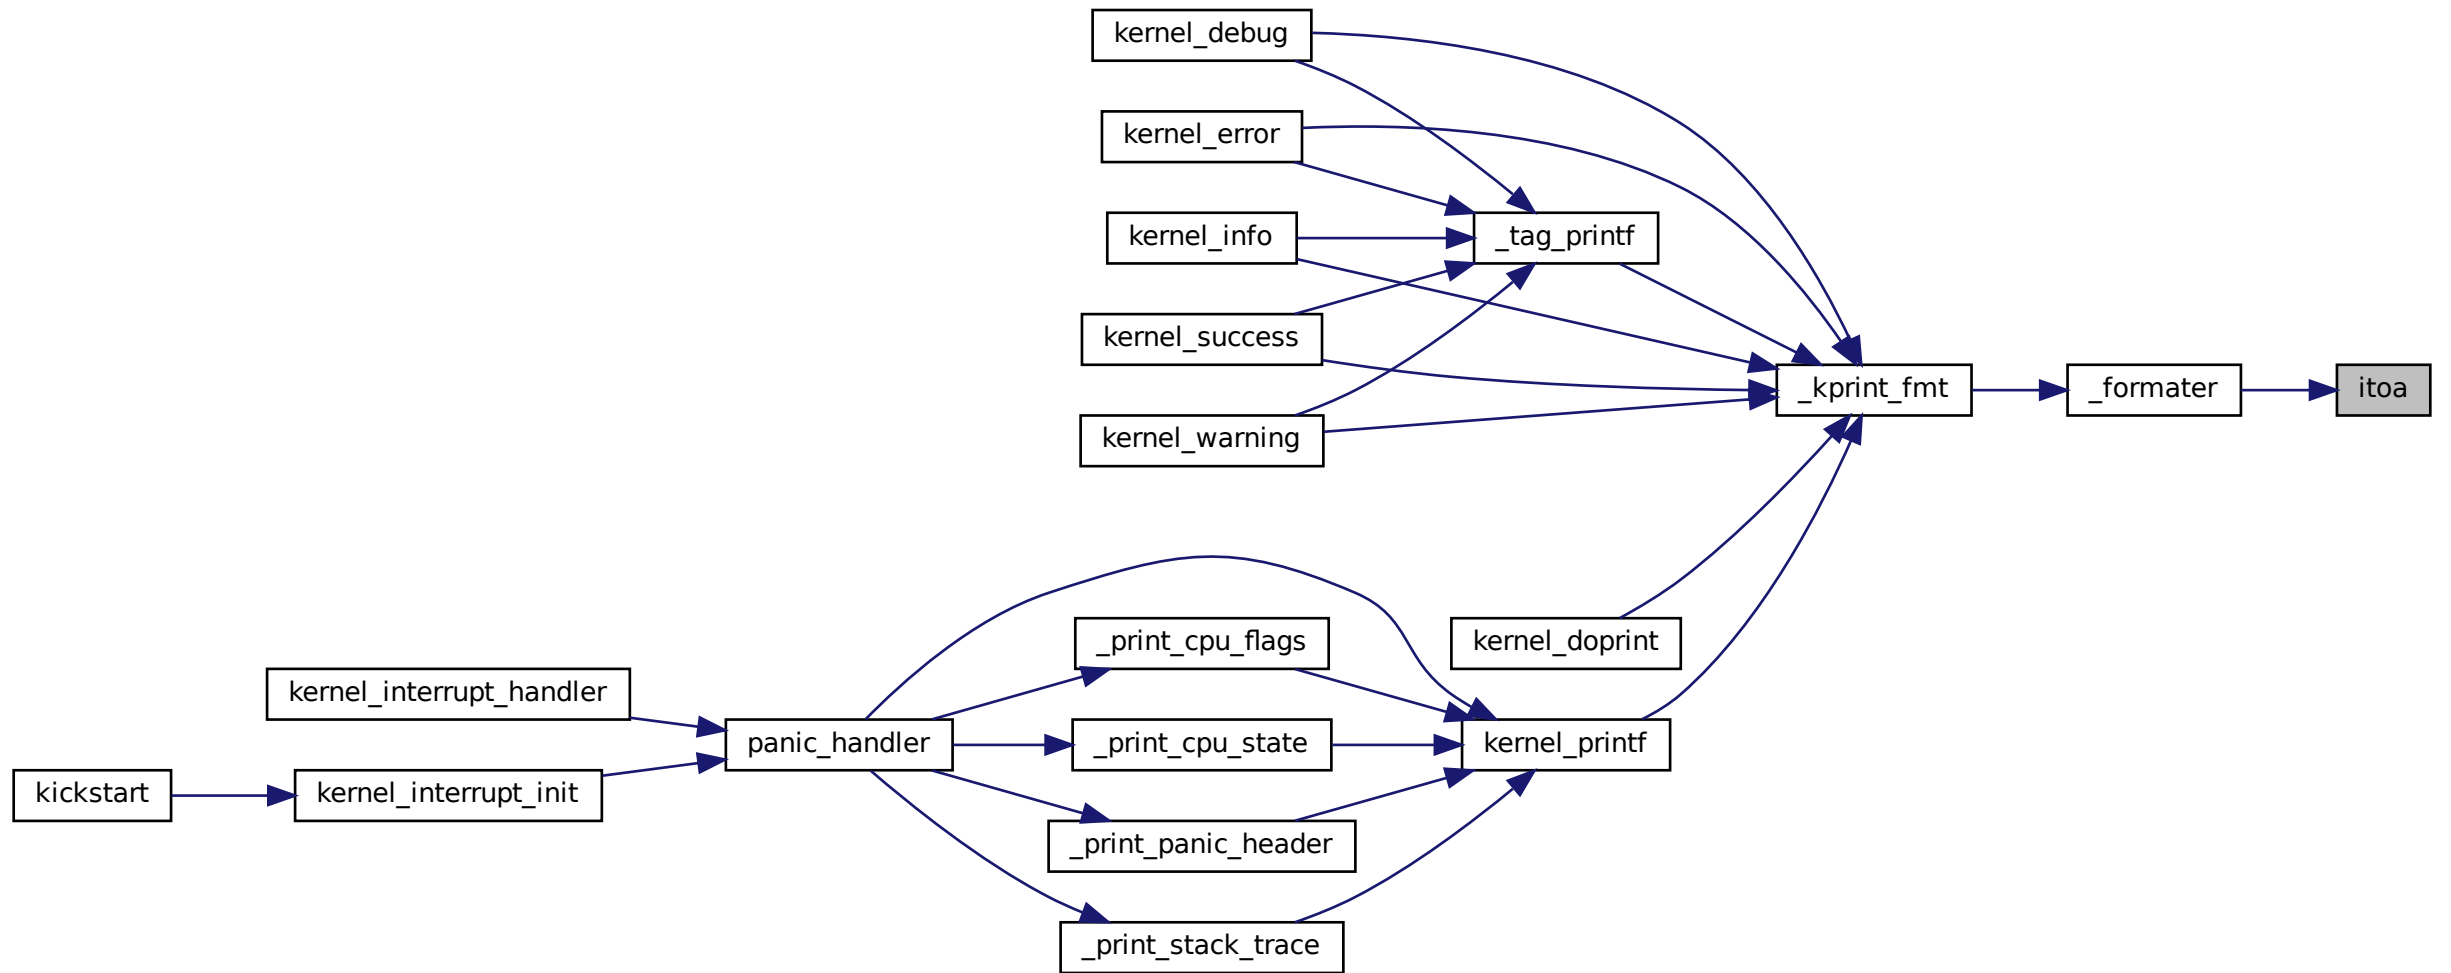 kernel_debug
kernel_error
kernel_info
_tag_printf
kernel_success
_kprint_fmt
_formater
itoa
kernel_warning
_print_cpu_flags
kernel_doprint
kernel_interrupt_handler
panic_handler
_print_cpu_state
kernel_printf
kickstart
kernel_interrupt_init
_print_panic_header
_print_stack_trace